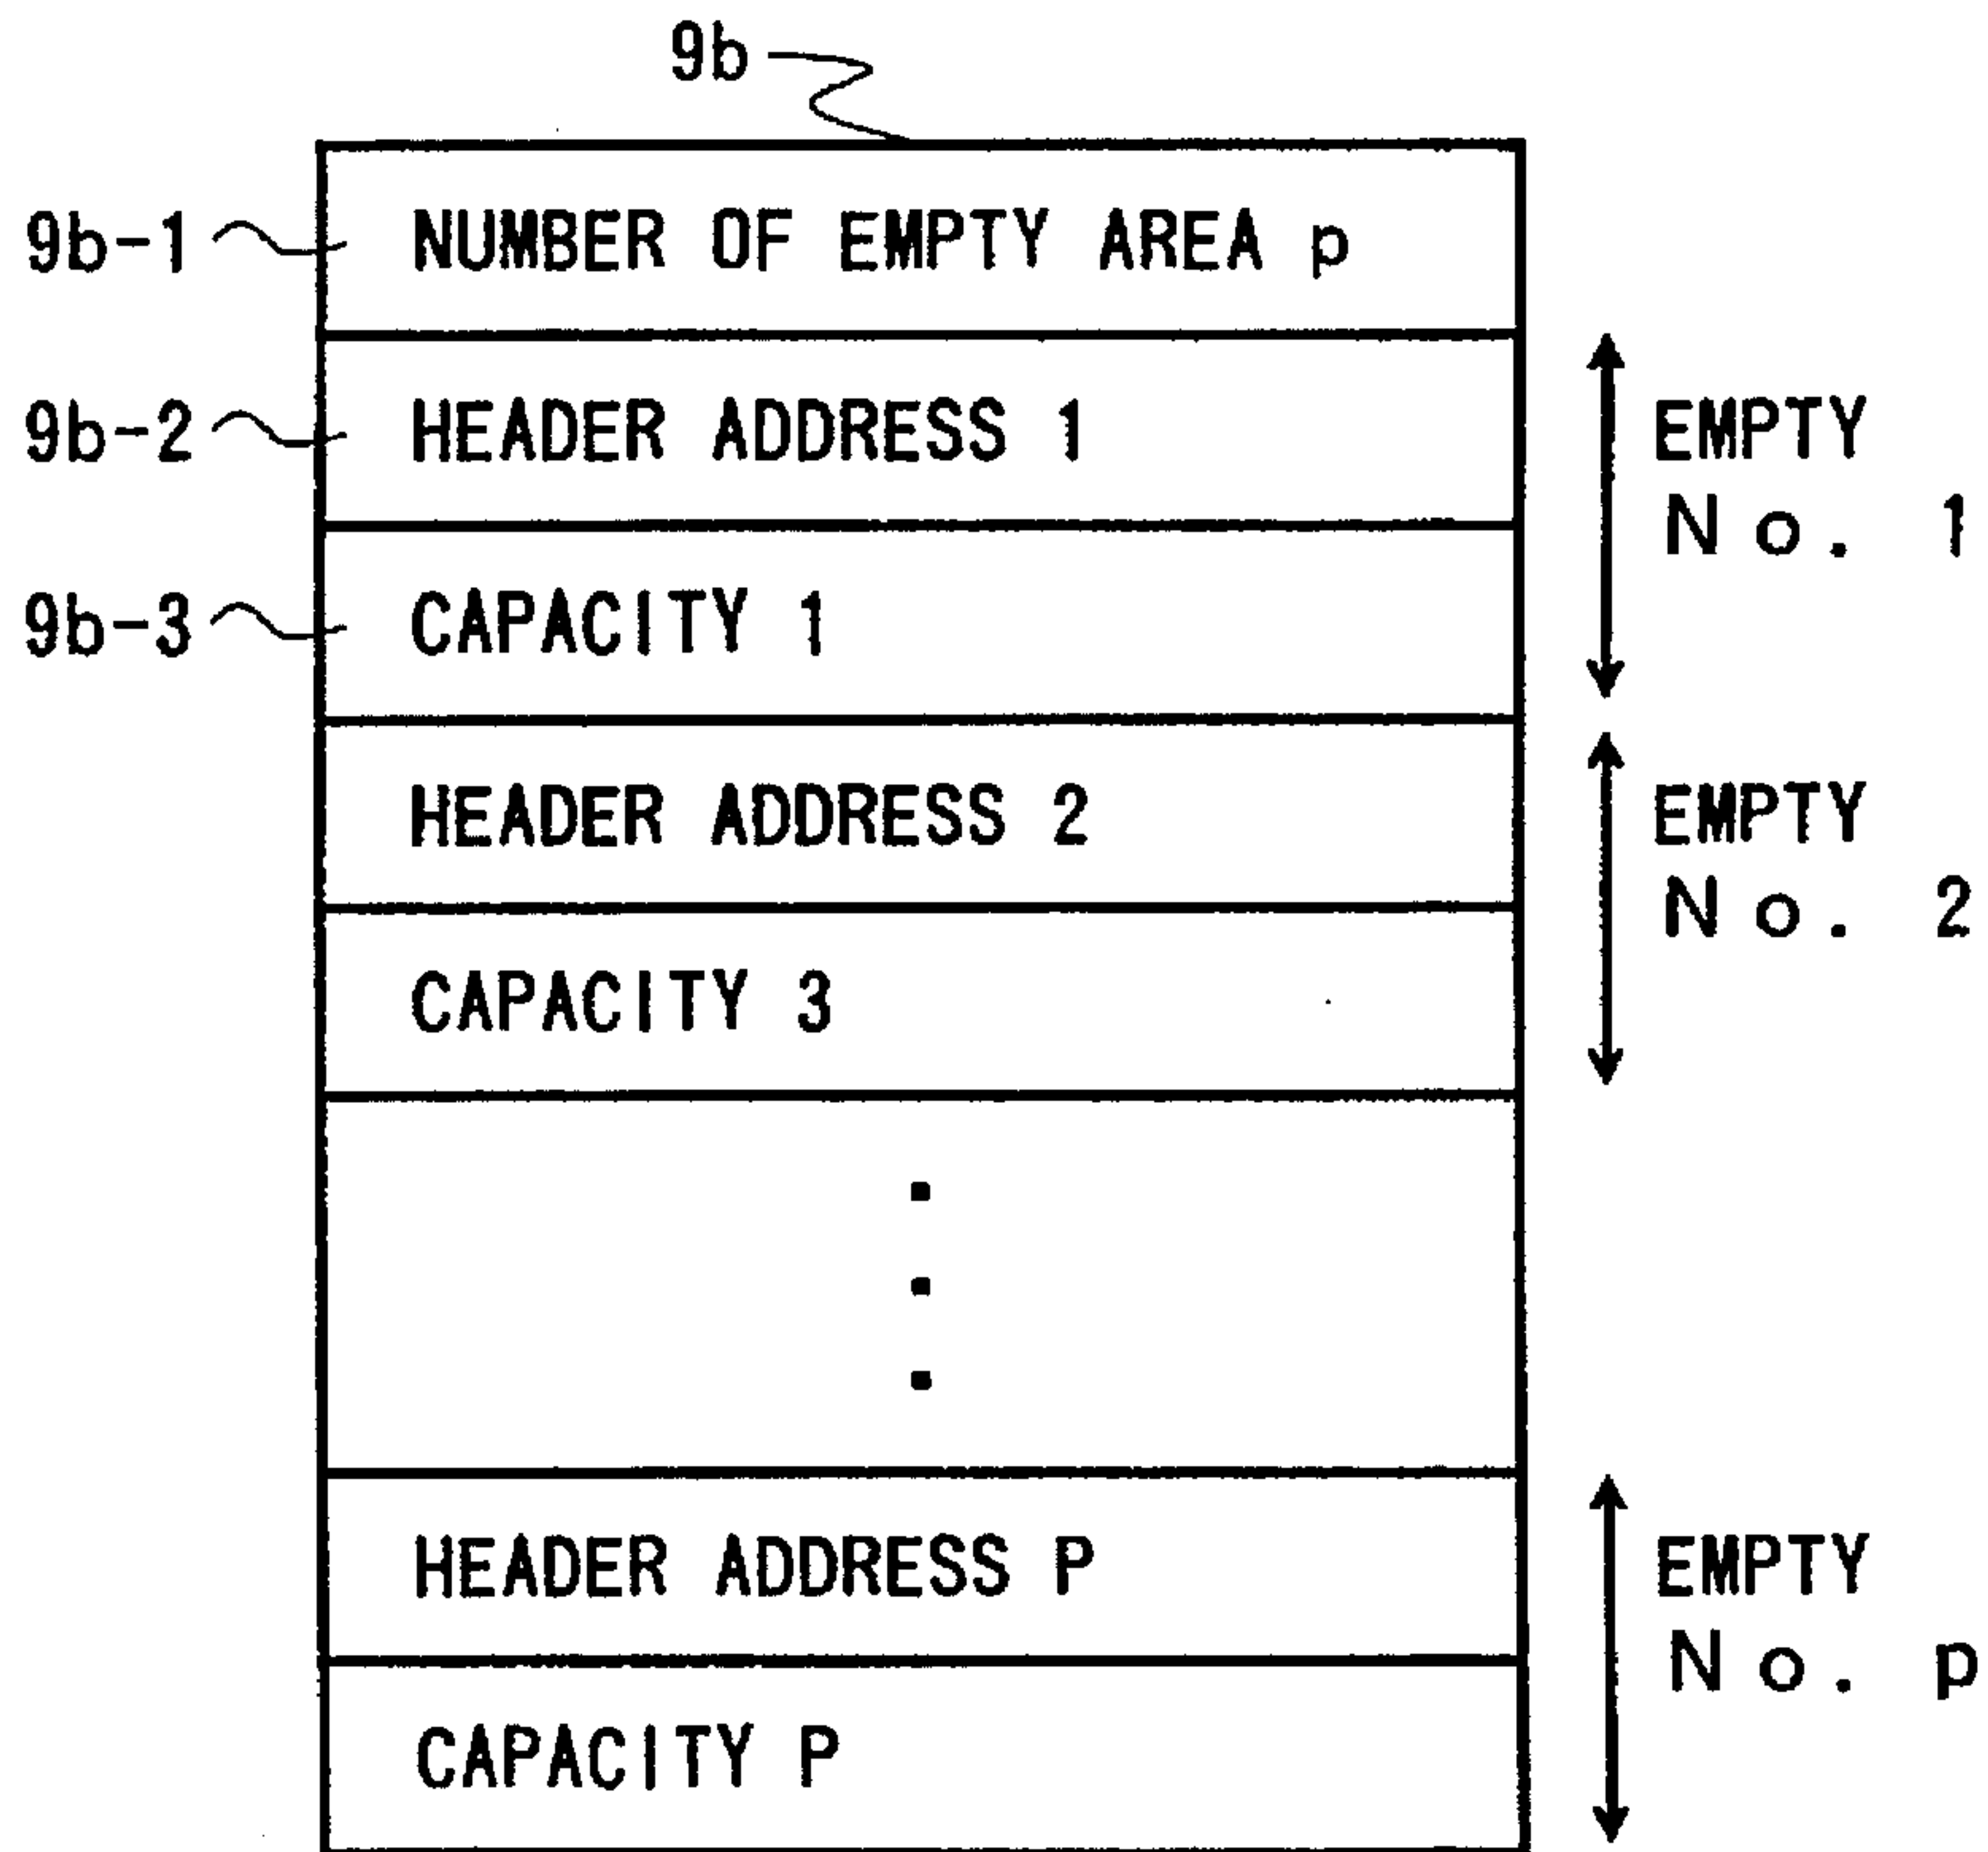 9b
9b-1 NUMBER OF EMPTY AREA p
9b-2 HEADER ADDRESS 1
EMPTY
No. 1
9b-3 CAPACITY 1
HEADER ADDRESS 2
EMPTY
No. 2
CAPACITY 3
HEADER ADDRESS P
EMPTY
No. p
CAPACITY P